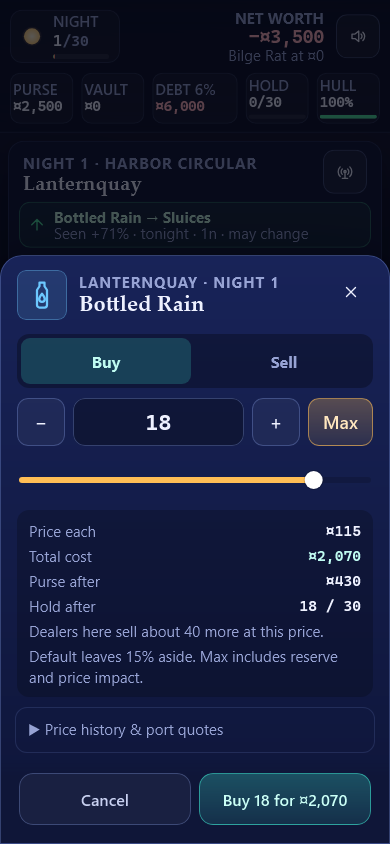 NIGHT
1/30
NET WORTH
−¤3,500
Bilge Rat at ¤0
PURSE
¤2,500
VAULT
¤0
DEBT 6%
¤6,000
HOLD
0/30
HULL
100%
NIGHT 1 · HARBOR CIRCULAR
Lanternquay
Bottled Rain → Sluices
Seen +71% · tonight · 1n · may change
LANTERNQUAY · NIGHT 1
Bottled Rain
×
Buy
Sell
−
18
+
Max
Price each ¤115
Total cost ¤2,070
Purse after ¤430
Hold after 18 / 30
Dealers here sell about 40 more at this price.
Default leaves 15% aside. Max includes reserve
and price impact.
▶ Price history & port quotes
Cancel
Buy 18 for ¤2,070